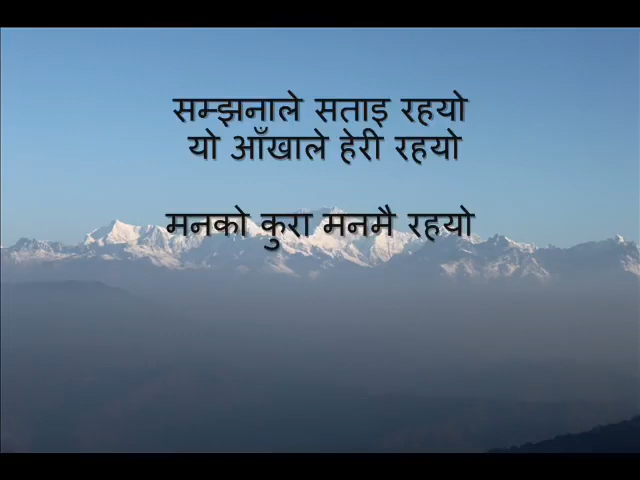 सम्झनाले सताइ रहयो
यो आँखाले हेरी रहयो
मनको कुरा मनमै रहयो